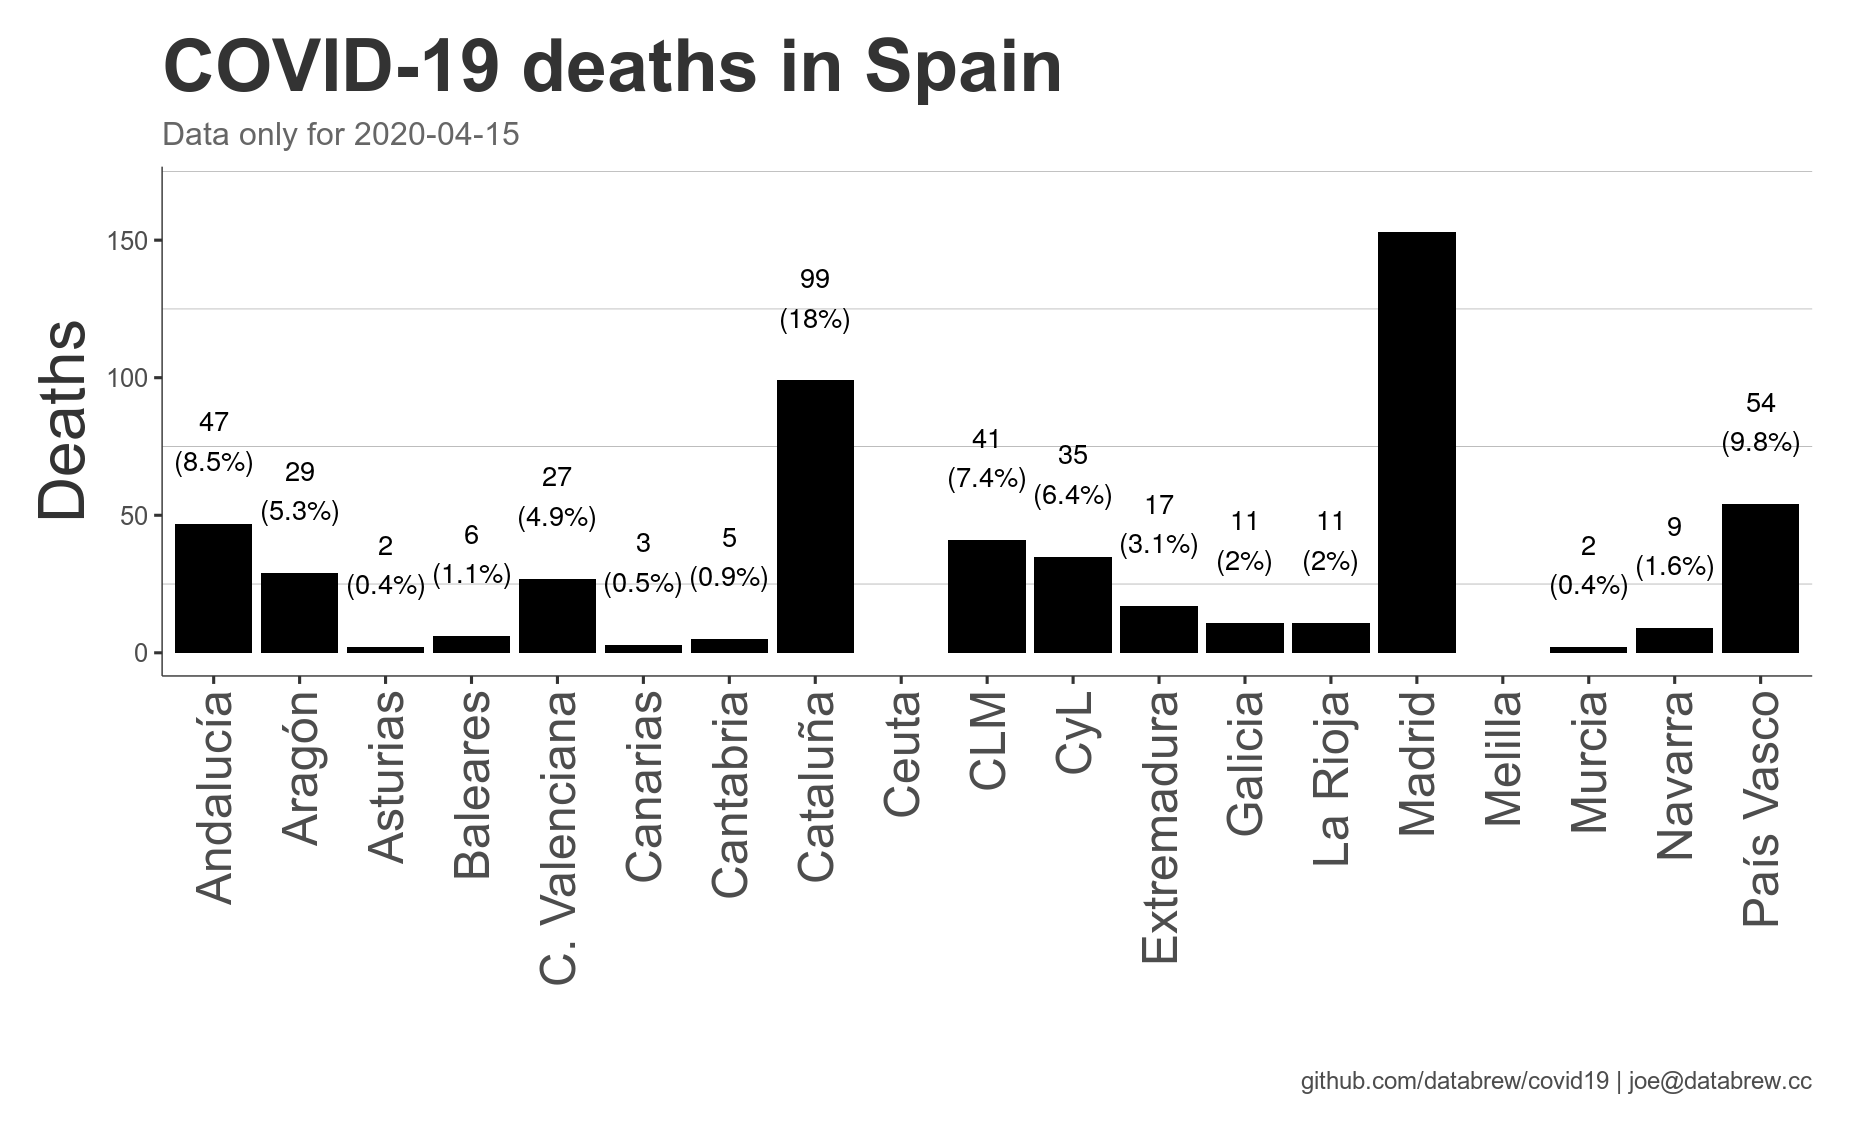 COVID-19 deaths in Spain
Data only for 2020-04-15
Deaths
150
100
50
0
47
(8.5%)
29
(5.3%)
2
(0.4%)
6
(1.1%)
27
(4.9%)
3
(0.5%)
5
(0.9%)
99
(18%)
41
(7.4%)
35
(6.4%)
17
(3.1%)
11
(2%)
11
(2%)
2
(0.4%)
9
(1.6%)
54
(9.8%)
Andalucía
Aragón
Asturias
Baleares
C. Valenciana
Canarias
Cantabria
Cataluña
Ceuta
CLM
CyL
Extremadura
Galicia
La Rioja
Madrid
Melilla
Murcia
Navarra
País Vasco
github.com/databrew/covid19 | joe@databrew.cc